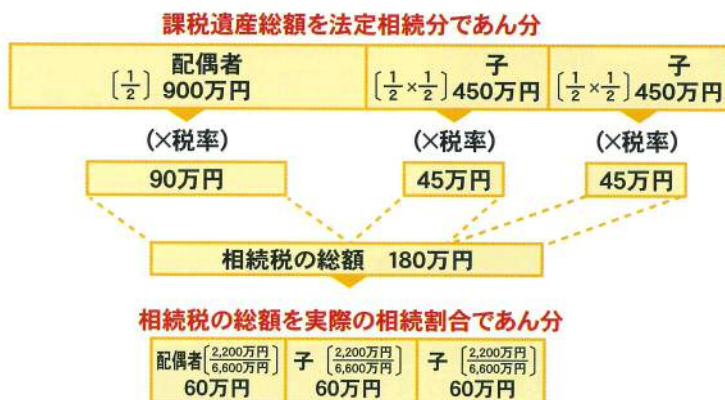 課税遺産総額を法定相続分であん分
配偶者
〔1/2〕 900万円
子
〔1/2×1/2〕450万円
子
〔1/2×1/2〕450万円
(×税率)
(×税率)
(×税率)
90万円
45万円
45万円
相続税の総額 180万円
相続税の総額を実際の相続割合であん分
配偶者〔2,200万円/6,600万円〕
60万円
子 〔2,200万円/6,600万円〕
60万円
子 〔2,200万円/6,600万円〕
60万円